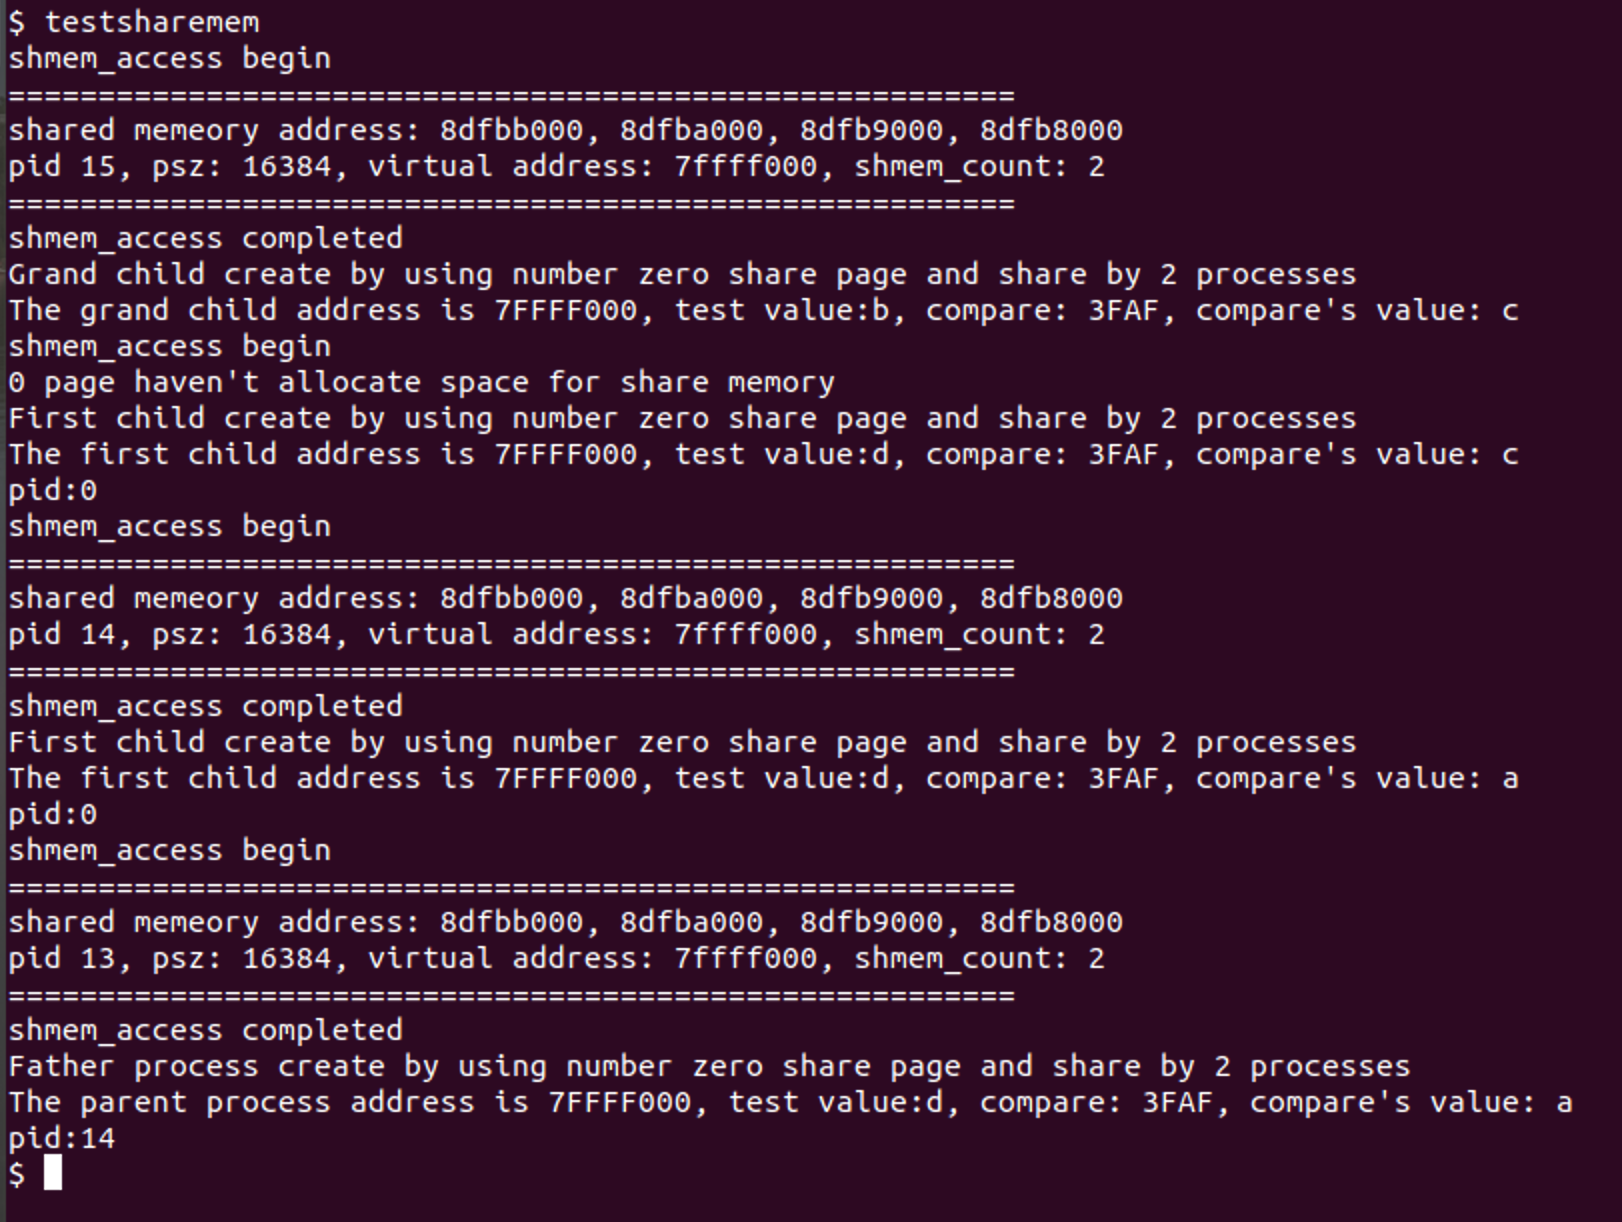 $ testsharemem
shmem_access begin
========================================================
shared memeory address: 8dfbb000, 8dfba000, 8dfb9000, 8dfb8000
pid 15, psz: 16384, virtual address: 7ffff000, shmem_count: 2
========================================================
shmem_access completed
Grand child create by using number zero share page and share by 2 processes
The grand child address is 7FFFF000, test value:b, compare: 3FAF, compare's value: c
shmem_access begin
0 page haven't allocate space for share memory
First child create by using number zero share page and share by 2 processes
The first child address is 7FFFF000, test value:d, compare: 3FAF, compare's value: c
pid:0
shmem_access begin
========================================================
shared memeory address: 8dfbb000, 8dfba000, 8dfb9000, 8dfb8000
pid 14, psz: 16384, virtual address: 7ffff000, shmem_count: 2
========================================================
shmem_access completed
First child create by using number zero share page and share by 2 processes
The first child address is 7FFFF000, test value:d, compare: 3FAF, compare's value: a
pid:0
shmem_access begin
========================================================
shared memeory address: 8dfbb000, 8dfba000, 8dfb9000, 8dfb8000
pid 13, psz: 16384, virtual address: 7ffff000, shmem_count: 2
========================================================
shmem_access completed
Father process create by using number zero share page and share by 2 processes
The parent process address is 7FFFF000, test value:d, compare: 3FAF, compare's value: a
pid:14
$